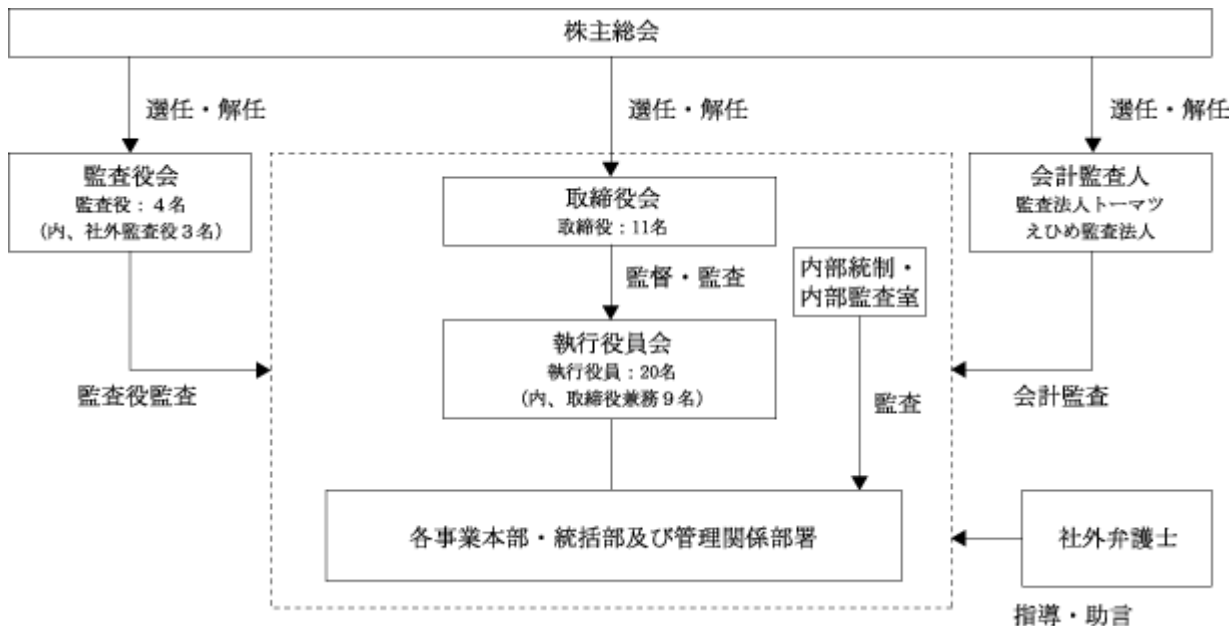 株主総会
選任・解任
選任・解任
選任・解任
監査役会
監査役：４名
（内、社外監査役３名）
取締役会
取締役：11名
会計監査人
監査法人トーマツ
えひめ監査法人
監督・監査
内部統制・
内部監査室
執行役員会
執行役員：20名
（内、取締役兼務９名）
監査役監査
監査
会計監査
各事業本部・統括部及び管理関係部署
社外弁護士
指導・助言